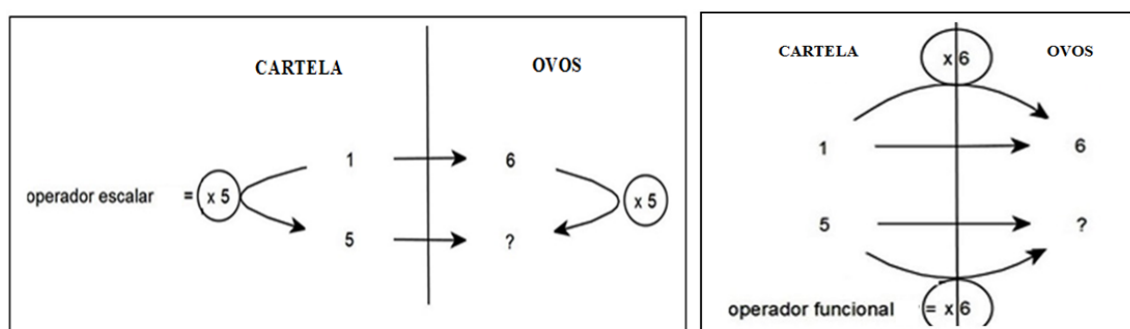 CARTELA OVOS
1 6
operador escalar = x 5 x 5
5 ?
CARTELA x 6 OVOS
1 6
5 ?
operador funcional = x 6